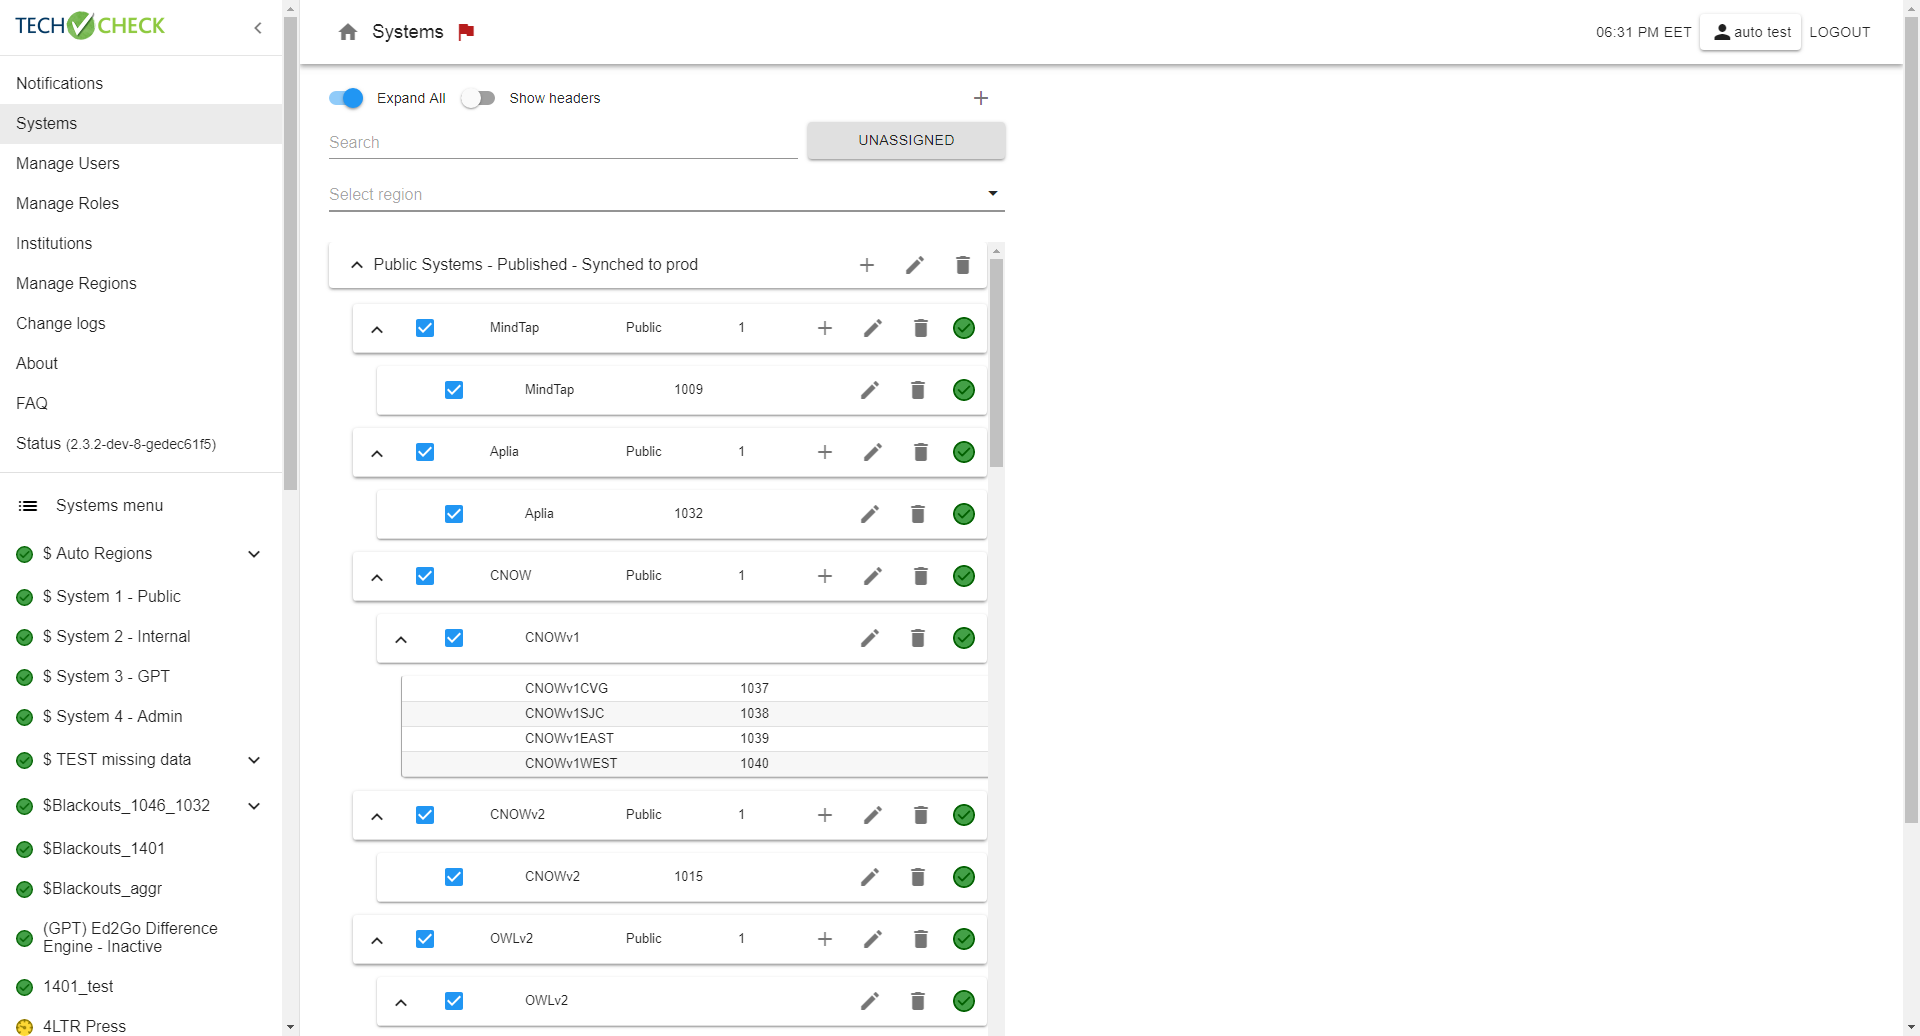 TECH CHECK
Notifications
Systems
Manage Users
Manage Roles
Institutions
Manage Regions
Change logs
About
FAQ
Status (2.3.2-dev-8-gedec61f5)
Systems menu
$ Auto Regions
$ System 1 - Public
$ System 2 - Internal
$ System 3 - GPT
$ System 4 - Admin
$ TEST missing data
$Blackouts_1046_1032
$Blackouts_1401
$Blackouts_aggr
(GPT) Ed2Go Difference
Engine - Inactive
1401_test
4LTR Press
Systems
06:31 PM EET
auto test
LOGOUT
Expand All
Show headers
Search
UNASSIGNED
Select region
Public Systems - Published - Synched to prod
MindTap Public 1
MindTap 1009
Aplia Public 1
Aplia 1032
CNOW Public 1
CNOWv1
CNOWv1CVG 1037
CNOWv1SJC 1038
CNOWv1EAST 1039
CNOWv1WEST 1040
CNOWv2 Public 1
CNOWv2 1015
OWLv2 Public 1
OWLv2